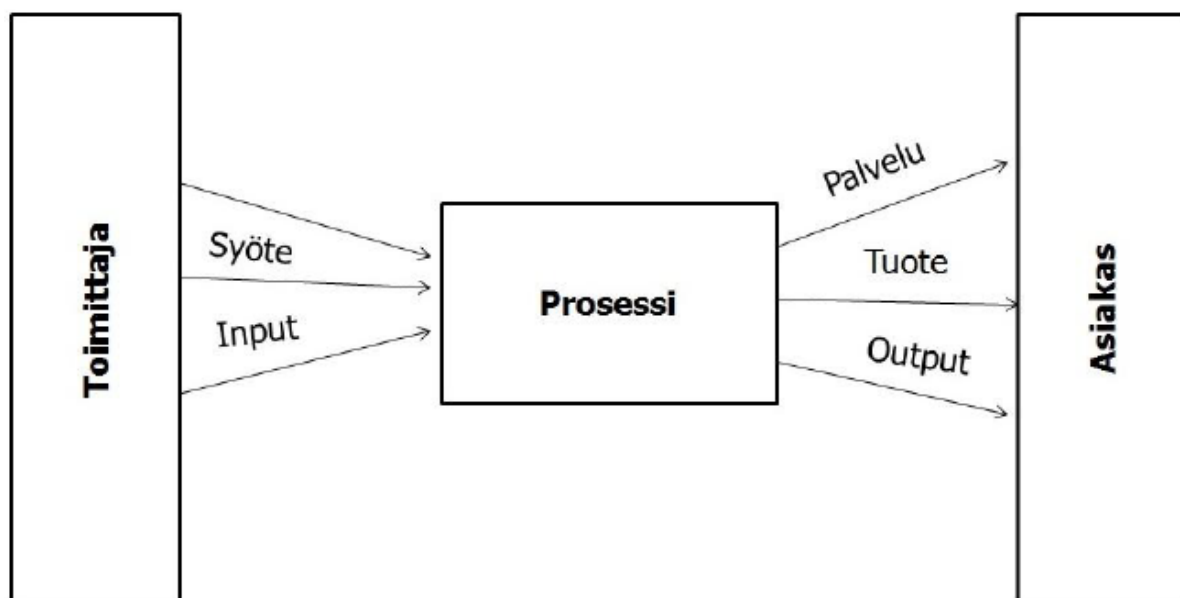 Toimittaja
Syöte
Input
Prosessi
Palvelu
Tuote
Output
Asiakas